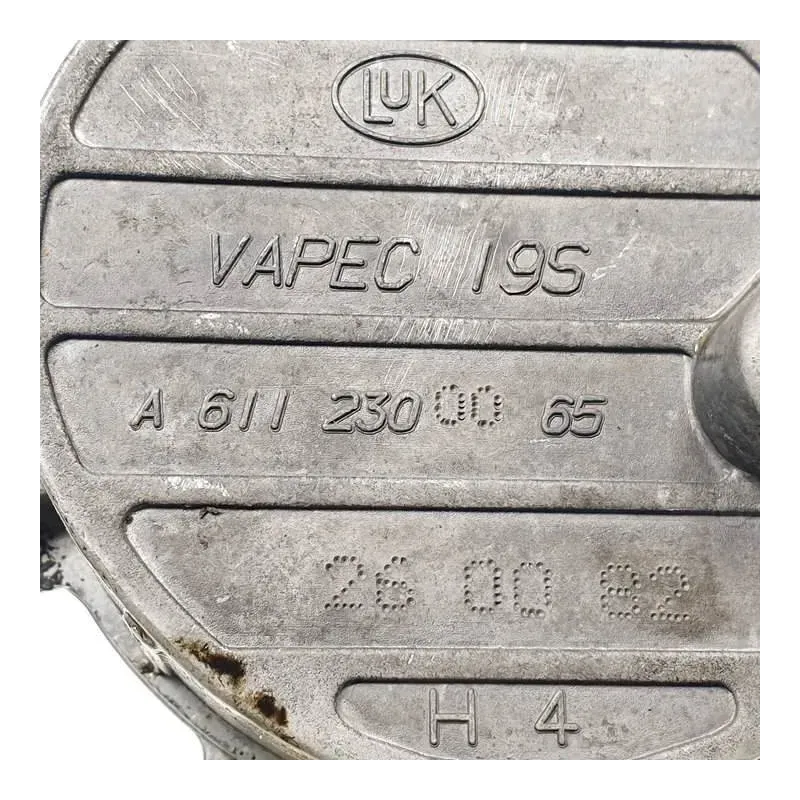 LuK
VAPEC 19S
A 611 230 00 65
26 00 82
H 4